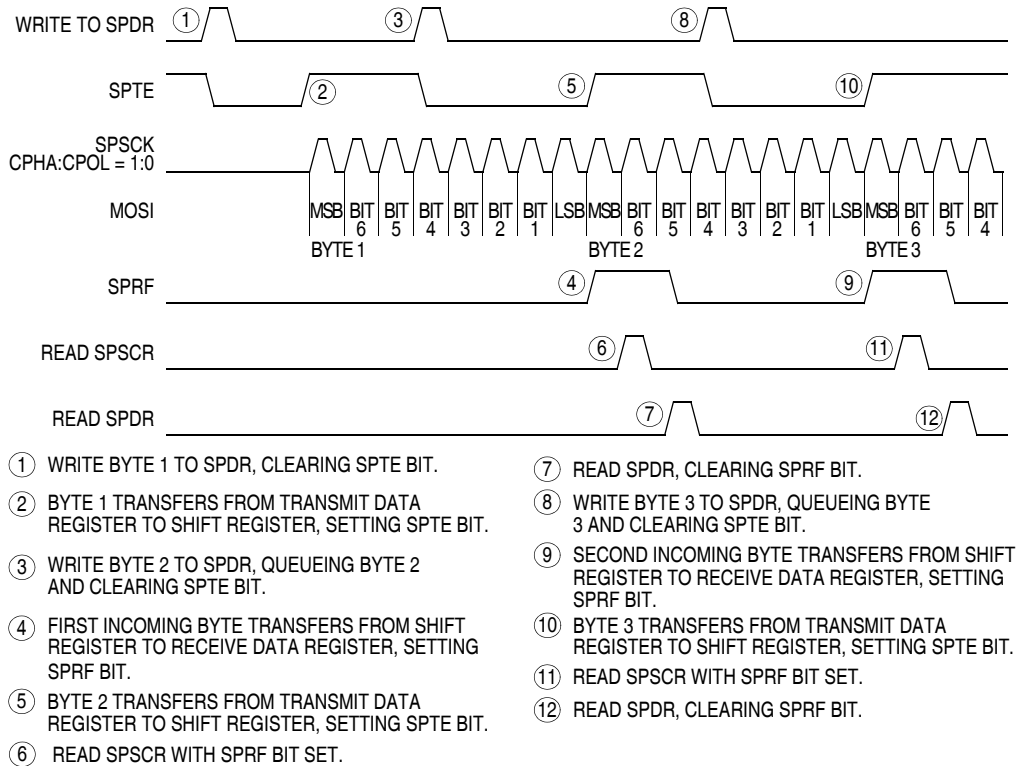 WRITE TO SPDR
1
3
8
SPTE
2
5
10
SPSCK
CPHA:CPOL = 1:0
MOSI
MSB BIT BIT BIT BIT BIT BIT LSB MSB BIT BIT BIT BIT BIT BIT LSB MSB BIT BIT BIT
6 5 4 3 2 1 6 5 4 3 2 1 6 5 4
BYTE 1 BYTE 2 BYTE 3
SPRF
4
9
READ SPSCR
6
11
READ SPDR
7
12
1 WRITE BYTE 1 TO SPDR, CLEARING SPTE BIT.
2 BYTE 1 TRANSFERS FROM TRANSMIT DATA
REGISTER TO SHIFT REGISTER, SETTING SPTE BIT.
3 WRITE BYTE 2 TO SPDR, QUEUEING BYTE 2
AND CLEARING SPTE BIT.
4 FIRST INCOMING BYTE TRANSFERS FROM SHIFT
REGISTER TO RECEIVE DATA REGISTER, SETTING
SPRF BIT.
5 BYTE 2 TRANSFERS FROM TRANSMIT DATA
REGISTER TO SHIFT REGISTER, SETTING SPTE BIT.
6 READ SPSCR WITH SPRF BIT SET.
7 READ SPDR, CLEARING SPRF BIT.
8 WRITE BYTE 3 TO SPDR, QUEUEING BYTE
3 AND CLEARING SPTE BIT.
9 SECOND INCOMING BYTE TRANSFERS FROM SHIFT
REGISTER TO RECEIVE DATA REGISTER, SETTING
SPRF BIT.
10 BYTE 3 TRANSFERS FROM TRANSMIT DATA
REGISTER TO SHIFT REGISTER, SETTING SPTE BIT.
11 READ SPSCR WITH SPRF BIT SET.
12 READ SPDR, CLEARING SPRF BIT.